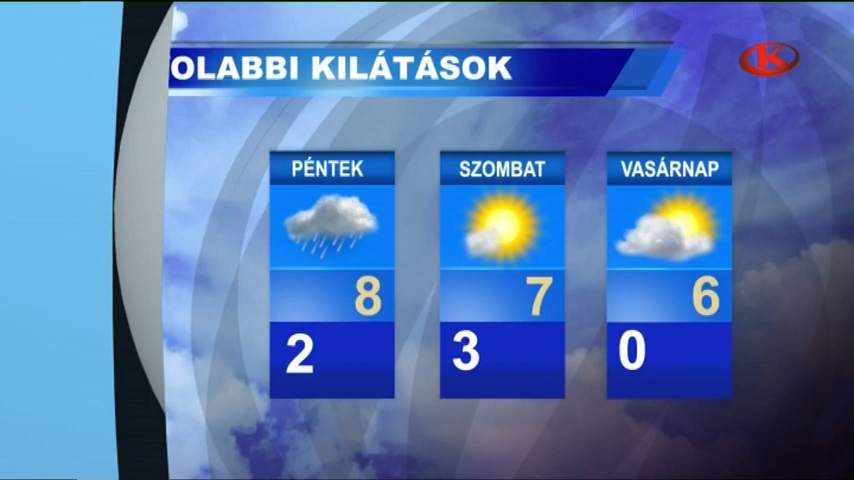 OLABBI KILÁTÁSOK
K
PÉNTEK SZOMBAT VASÁRNAP
8 7 6
2 3 0